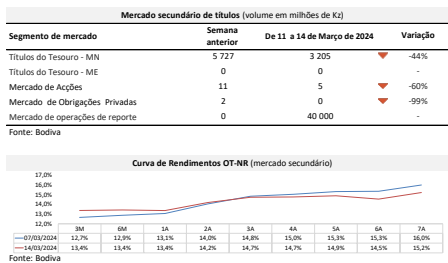 Mercado secundário de títulos (volume em milhões de Kz)
Segmento de mercado Semana anterior De 11 a 14 de Março de 2024 Variação
Títulos do Tesouro - MN 5 727 3 205 -44%
Títulos do Tesouro - ME 0 0 -
Mercado de Acções 11 5 -60%
Mercado de Obrigações Privadas 2 0 -99%
Mercado de operações de reporte 0 40 000 -
Fonte: Bodiva
Curva de Rendimentos OT-NR (mercado secundário)
17,0%
16,0%
15,0%
14,0%
13,0%
12,0%
3M 6M 1A 2A 3A 4A 5A 6A 7A
07/03/2024 12,7% 12,9% 13,1% 14,0% 14,8% 15,0% 15,3% 15,3% 16,0%
14/03/2024 13,4% 13,4% 13,4% 14,2% 14,7% 14,7% 14,9% 14,5% 15,2%
Fonte: Bodiva